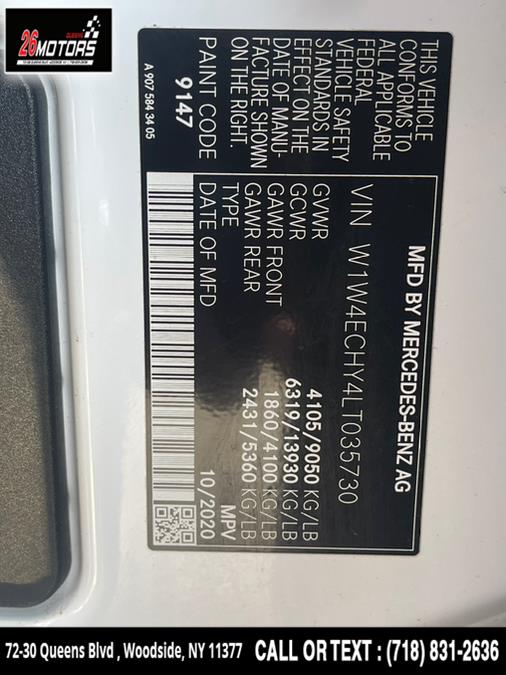 QUEENS
26MOTORS
MFD BY MERCEDES-BENZ AG
VIN W1W4ECHY4LT035730
THIS VEHICLE
CONFORMS TO
ALL APPLICABLE
FEDERAL
VEHICLE SAFETY
STANDARDS IN
EFFECT ON THE
DATE OF MANU-
FACTURE SHOWN
ON THE RIGHT.
PAINT CODE
9147
GVWR 4105/9050 KG/LB
GCWR 6319/13930 KG/LB
GAWR FRONT 1860/4100 KG/LB
GAWR REAR 2431/5360 KG/LB
TYPE MPV
DATE OF MFD 10/2020
A 907 584 34 05
72-30 Queens Blvd , Woodside, NY 11377 CALL OR TEXT : (718) 831-2636